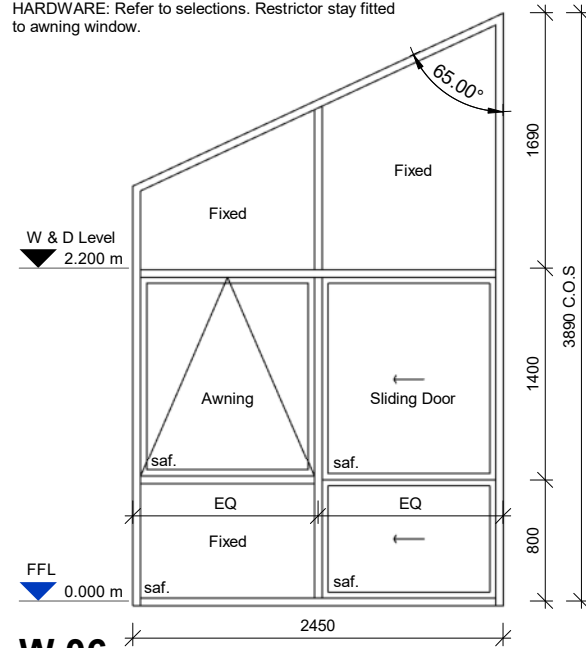 HARDWARE: Refer to selections. Restrictor stay fitted
to awning window.
65.00°
1690
Fixed
Fixed
W & D Level
2.200 m
3890 C.O.S
1400
Awning
Sliding Door
saf.
saf.
EQ
EQ
800
Fixed
FFL
0.000 m
saf.
saf.
2450
W 06